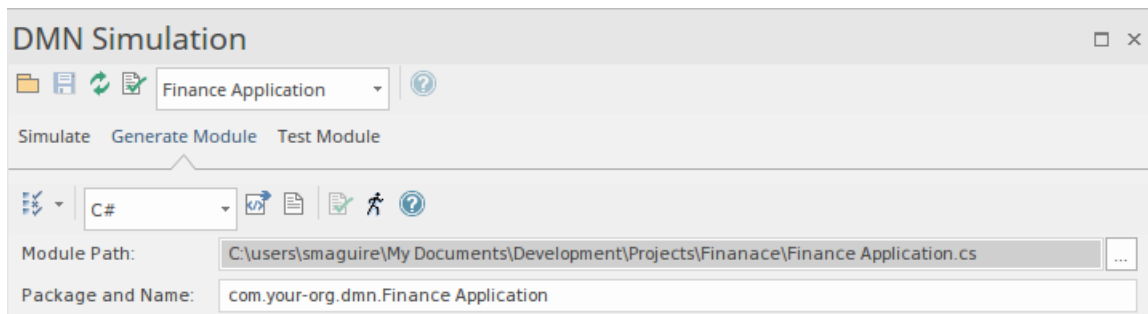 DMN Simulation
Finance Application
Simulate Generate Module Test Module
C#
Module Path: C:\users\smaguire\My Documents\Development\Projects\Finanace\Finance Application.cs ...
Package and Name: com.your-org.dmn.Finance Application